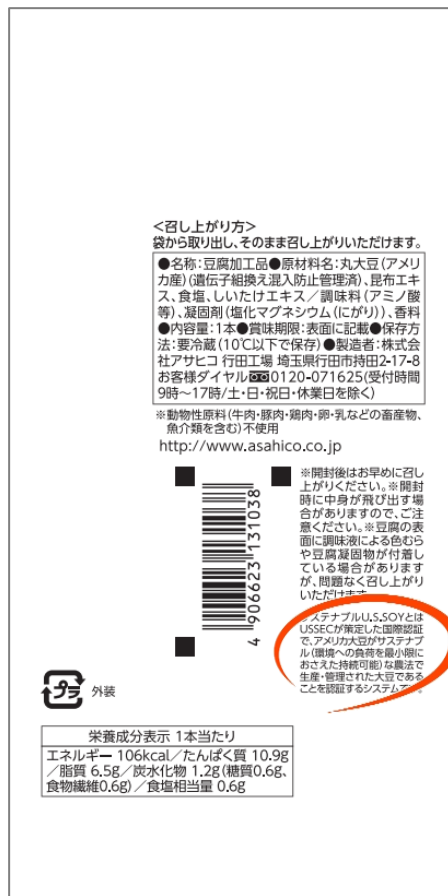 <召し上がり方>
袋から取り出し、そのまま召し上がりいただけます。
●名称:豆腐加工品●原材料名:丸大豆(アメリ
カ産)(遺伝子組換え混入防止管理済)、昆布エキ
ス、食塩、しいたけエキス/調味料(アミノ酸
等)、凝固剤(塩化マグネシウム(にがり))、香料
●内容量:1本●賞味期限:表面に記載●保存方
法:要冷蔵(10℃以下で保存)●製造者:株式会
社アサヒコ 行田工場 埼玉県行田市持田2-17-8
お客様ダイヤル0120-071625(受付時間
9時～17時/土・日・祝日・休業日を除く)
※動物性原料(牛肉・豚肉・鶏肉・卵・乳などの畜産物、
魚介類を含む)不使用
http://www.asahico.co.jp
※開封後はお早めに召し
上がりください。※開封
時に中身が飛び出す場
合がありますので、ご注
意ください。※豆腐の表
面に調味液による色むら
や豆腐凝固物が付着し
ている場合があります
が、問題なく召し上がり
いただけます
ステナブルU.S.SOYとは
USSECが策定した国際認証
で、アメリカ大豆がサステナブ
ル(環境への負荷を最小限に
おさえた持続可能)な農法で
生産・管理された大豆である
ことを認証するシステムです。
4 906623 131038
プラ 外装
栄養成分表示 1本当たり
エネルギー 106kcal/たんぱく質 10.9g
/脂質 6.5g/炭水化物 1.2g(糖質0.6g、
食物繊維0.6g)/食塩相当量 0.6g